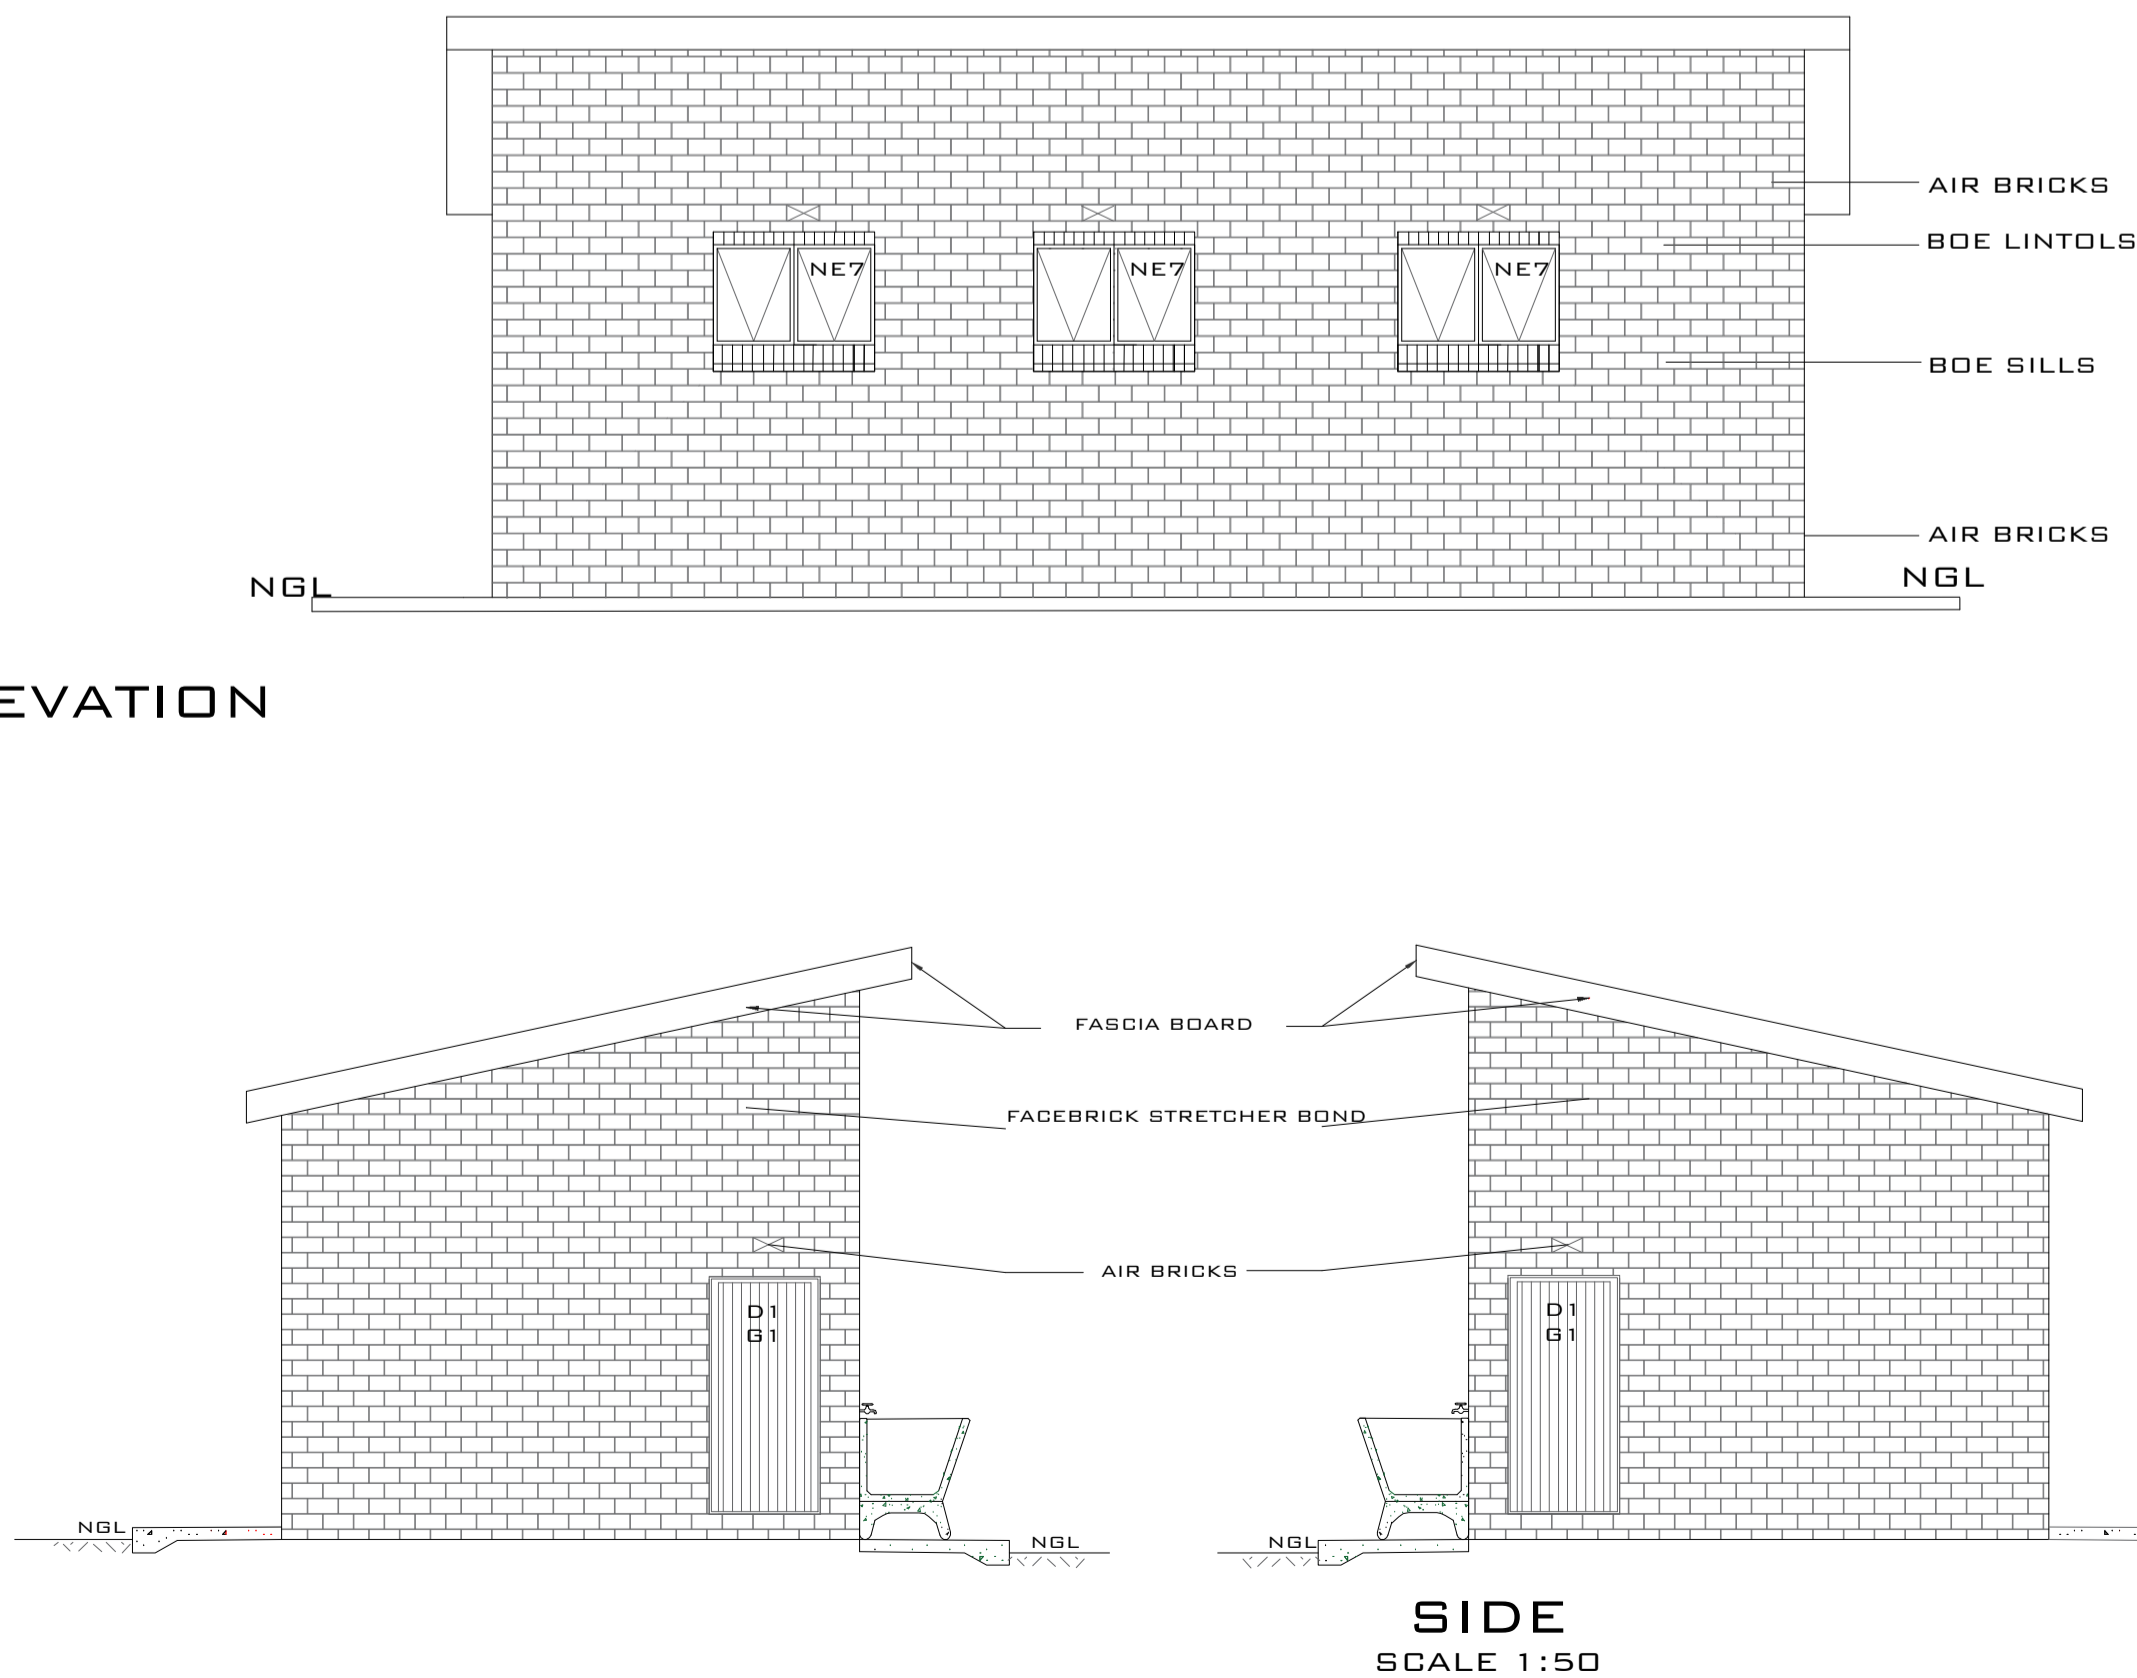 AIR BRICKS
BOE LINTOLS
NE7 NE7 NE7
BOE SILLS
AIR BRICKS
NGL NGL
EVATION
FASCIA BOARD
FACEBRICK STRETCHER BOND
AIR BRICKS
D1 D1
G1 G1
NGL NGL NGL
SIDE
SCALE 1:50